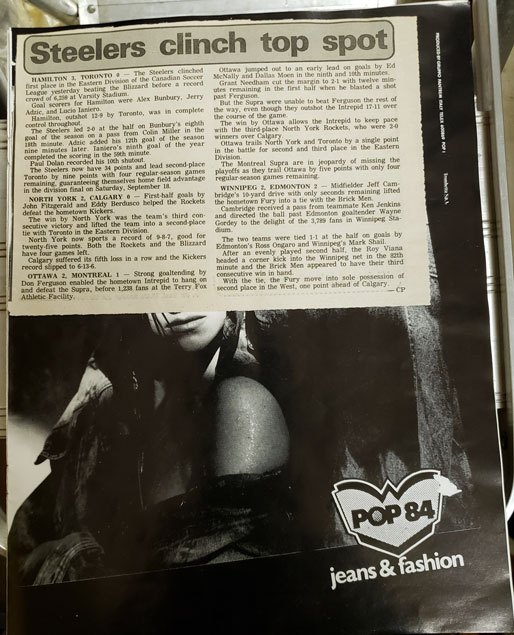 Steelers clinch top spot
HAMILTON 3, TORONTO 0 — The Steelers clinched
first place in the Eastern Division of the Canadian Soccer
League yesterday beating the Blizzard before a record
crowd of 6,259 at Varsity Stadium.
Goal scorers for Hamilton were Alex Bunbury, Jerry
Adzic, and Lucio Ianiero.
Hamilton, outshot 12-8 by Toronto, was in complete
control throughout.
The Steelers led 2-0 at the half on Bunbury's eighth
goal of the season on a pass from Colin Miller in the
18th minute. Adzic added his 12th goal of the season
nine minutes later. Ianiero's ninth goal of the year
completed the scoring in the 59th minute.
Paul Dolan recorded his 10th shutout.
The Steelers now have 34 points and lead second-place
Toronto by nine points with four regular-season games
remaining, guaranteeing themselves home field advantage
in the division final on Saturday, September 18.
NORTH YORK 2, CALGARY 0 — First-half goals by
John Fitzgerald and Eddy Berdusco helped the Rockets
defeat the hometown Kickers.
The win by North York was the team's third con-
secutive victory and lifted the team into a second-place
tie with Toronto in the Eastern Division.
North York now sports a record of 9-8-7, good for
twenty-five points. Both the Rockets and the Blizzard
have four games left.
Calgary suffered its fifth loss in a row and the Kickers
record slipped to 6-13-6.
OTTAWA 2, MONTREAL 1 — Strong goaltending by
Don Ferguson enabled the hometown Intrepid to hang on
and defeat the Supra, before 1,238 fans at the Terry Fox
Athletic Facility.
Ottawa jumped out to an early lead on goals by Ed
McNally and Dallas Moen in the ninth and 10th minutes.
Grant Needham cut the margin to 2-1 with twelve min-
utes remaining in the first half when he blasted a shot
past Ferguson.
But the Supra were unable to beat Ferguson the rest of
the way, even though they outshot the Intrepid 17-11 over
the course of the game.
The win by Ottawa allows the Intrepid to keep pace
with the third-place North York Rockets, who were 2-0
winners over Calgary.
Ottawa trails North York and Toronto by a single point
in the battle for second and third place in the Eastern
Division.
The Montreal Supra are in jeopardy of missing the
playoffs as they trail Ottawa by five points with only four
regular-season games remaining.
WINNIPEG 2, EDMONTON 2 — Midfielder Jeff Cam-
bridge's 10-yard drive with only seconds remaining lifted
the hometown Fury into a tie with the Brick Men.
Cambridge received a pass from teammate Ken Jenkins
and directed the ball past Edmonton goaltender Wayne
Gordey to the delight of the 3,789 fans in Winnipeg Sta-
dium.
The two teams were tied 1-1 at the half on goals by
Edmonton's Ross Ongaro and Winnipeg's Mark Shail.
After an evenly played second half, the Roy Viana
headed a corner kick into the Winnipeg net in the 82th
minute and the Brick Men appeared to have their third
consecutive win in hand.
With the tie, the Fury move into sole possession of
second place in the West, one point ahead of Calgary.
—CP
POP 84
jeans & fashion